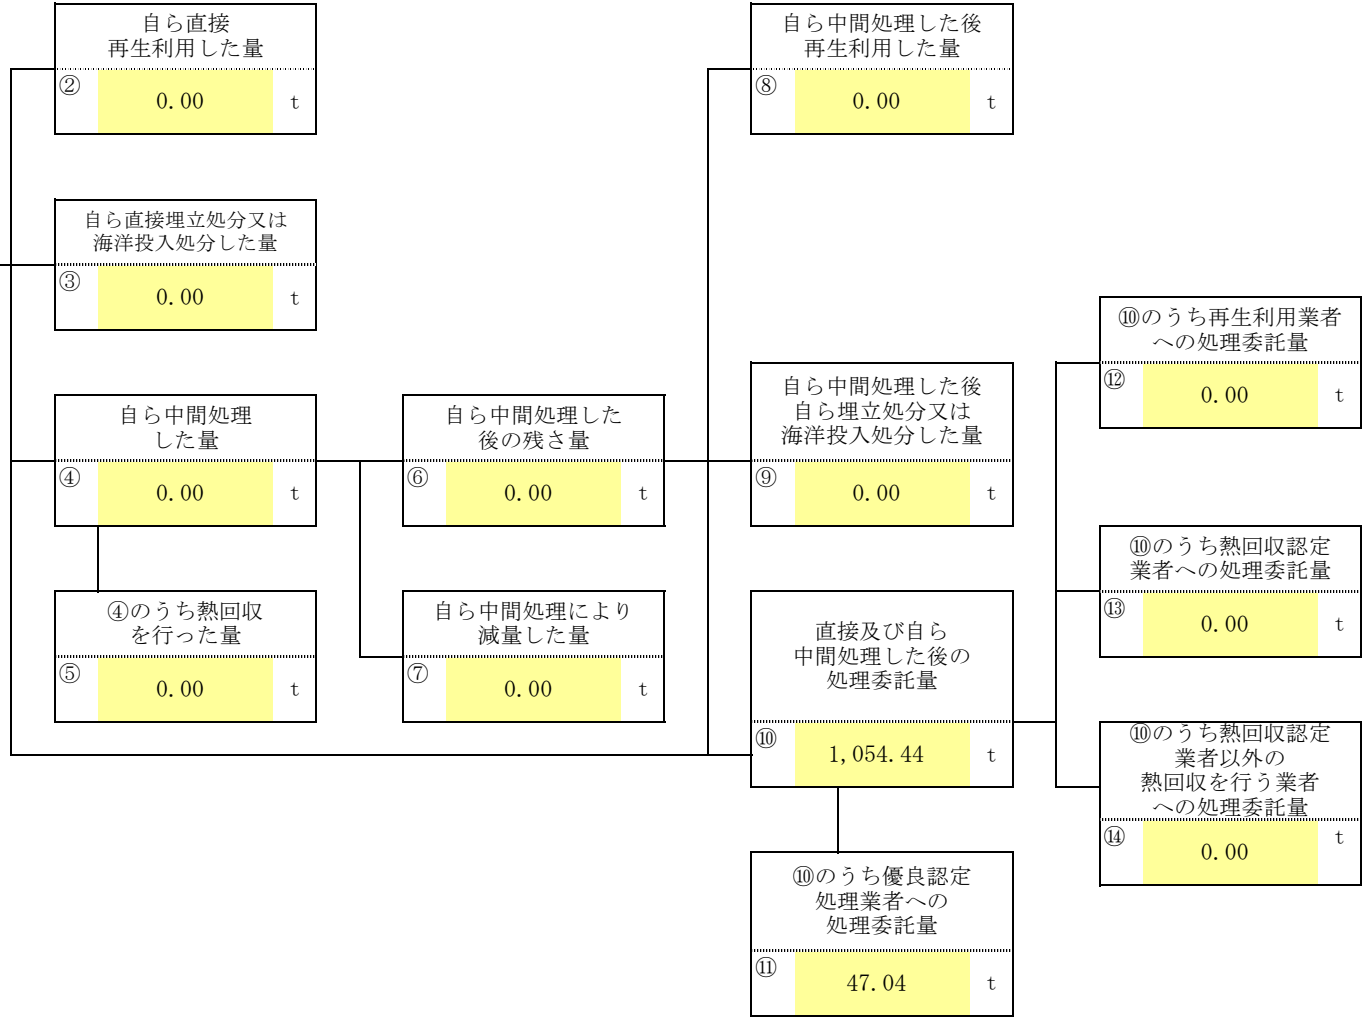 自ら直接
再生利用した量
②
0.00
t
自ら直接埋立処分又は
海洋投入処分した量
③
0.00
t
自ら中間処理
した量
④
0.00
t
④のうち熱回収
を行った量
⑤
0.00
t
自ら中間処理した
後の残さ量
⑥
0.00
t
自ら中間処理により
減量した量
⑦
0.00
t
自ら中間処理した後
再生利用した量
⑧
0.00
t
自ら中間処理した後
自ら埋立処分又は
海洋投入処分した量
⑨
0.00
t
直接及び自ら
中間処理した後の
処理委託量
⑩
1,054.44
t
⑩のうち優良認定
処理業者への
処理委託量
⑪
47.04
t
⑩のうち再生利用業者
への処理委託量
⑫
0.00
t
⑩のうち熱回収認定
業者への処理委託量
⑬
0.00
t
⑩のうち熱回収認定
業者以外の
熱回収を行う業者
への処理委託量
⑭
0.00
t